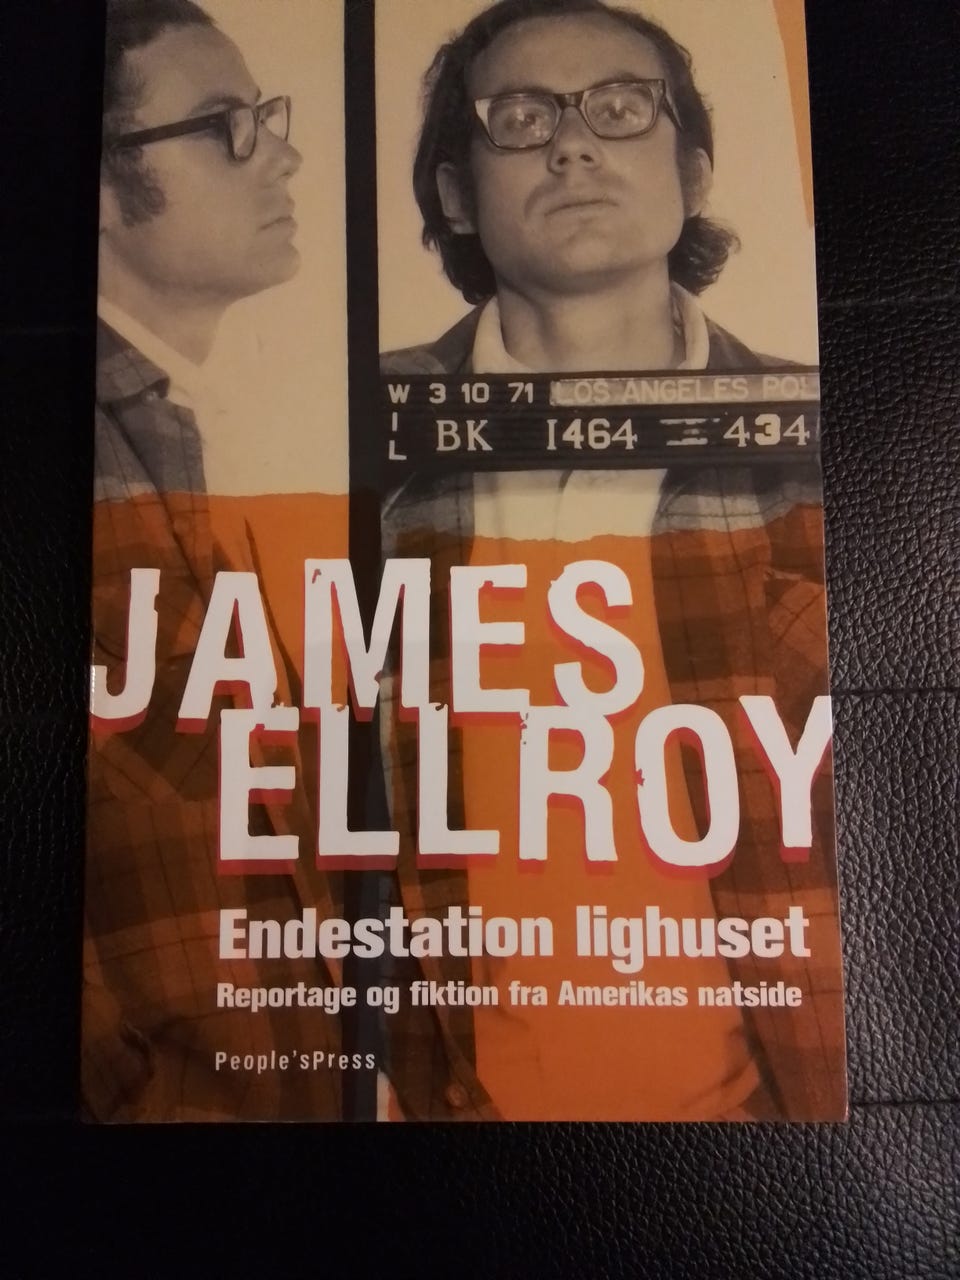 W 3 10 71 LOS ANGELES POL
I
L
BK 1464 434
JAMES
ELLROY
Endestation lighuset
Reportage og fiktion fra Amerikas natside
People'sPress